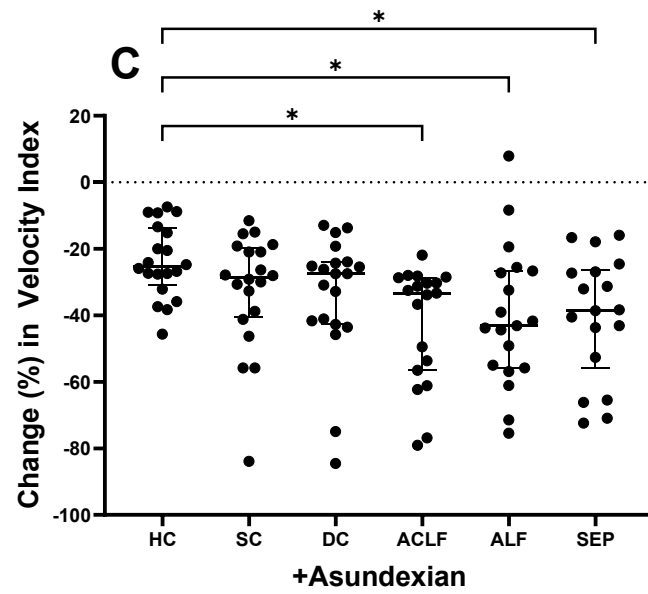 *
C
*
*
Change (%) in Velocity Index
20
0
-20
-40
-60
-80
-100
HC SC DC ACLF ALF SEP
+Asundexian